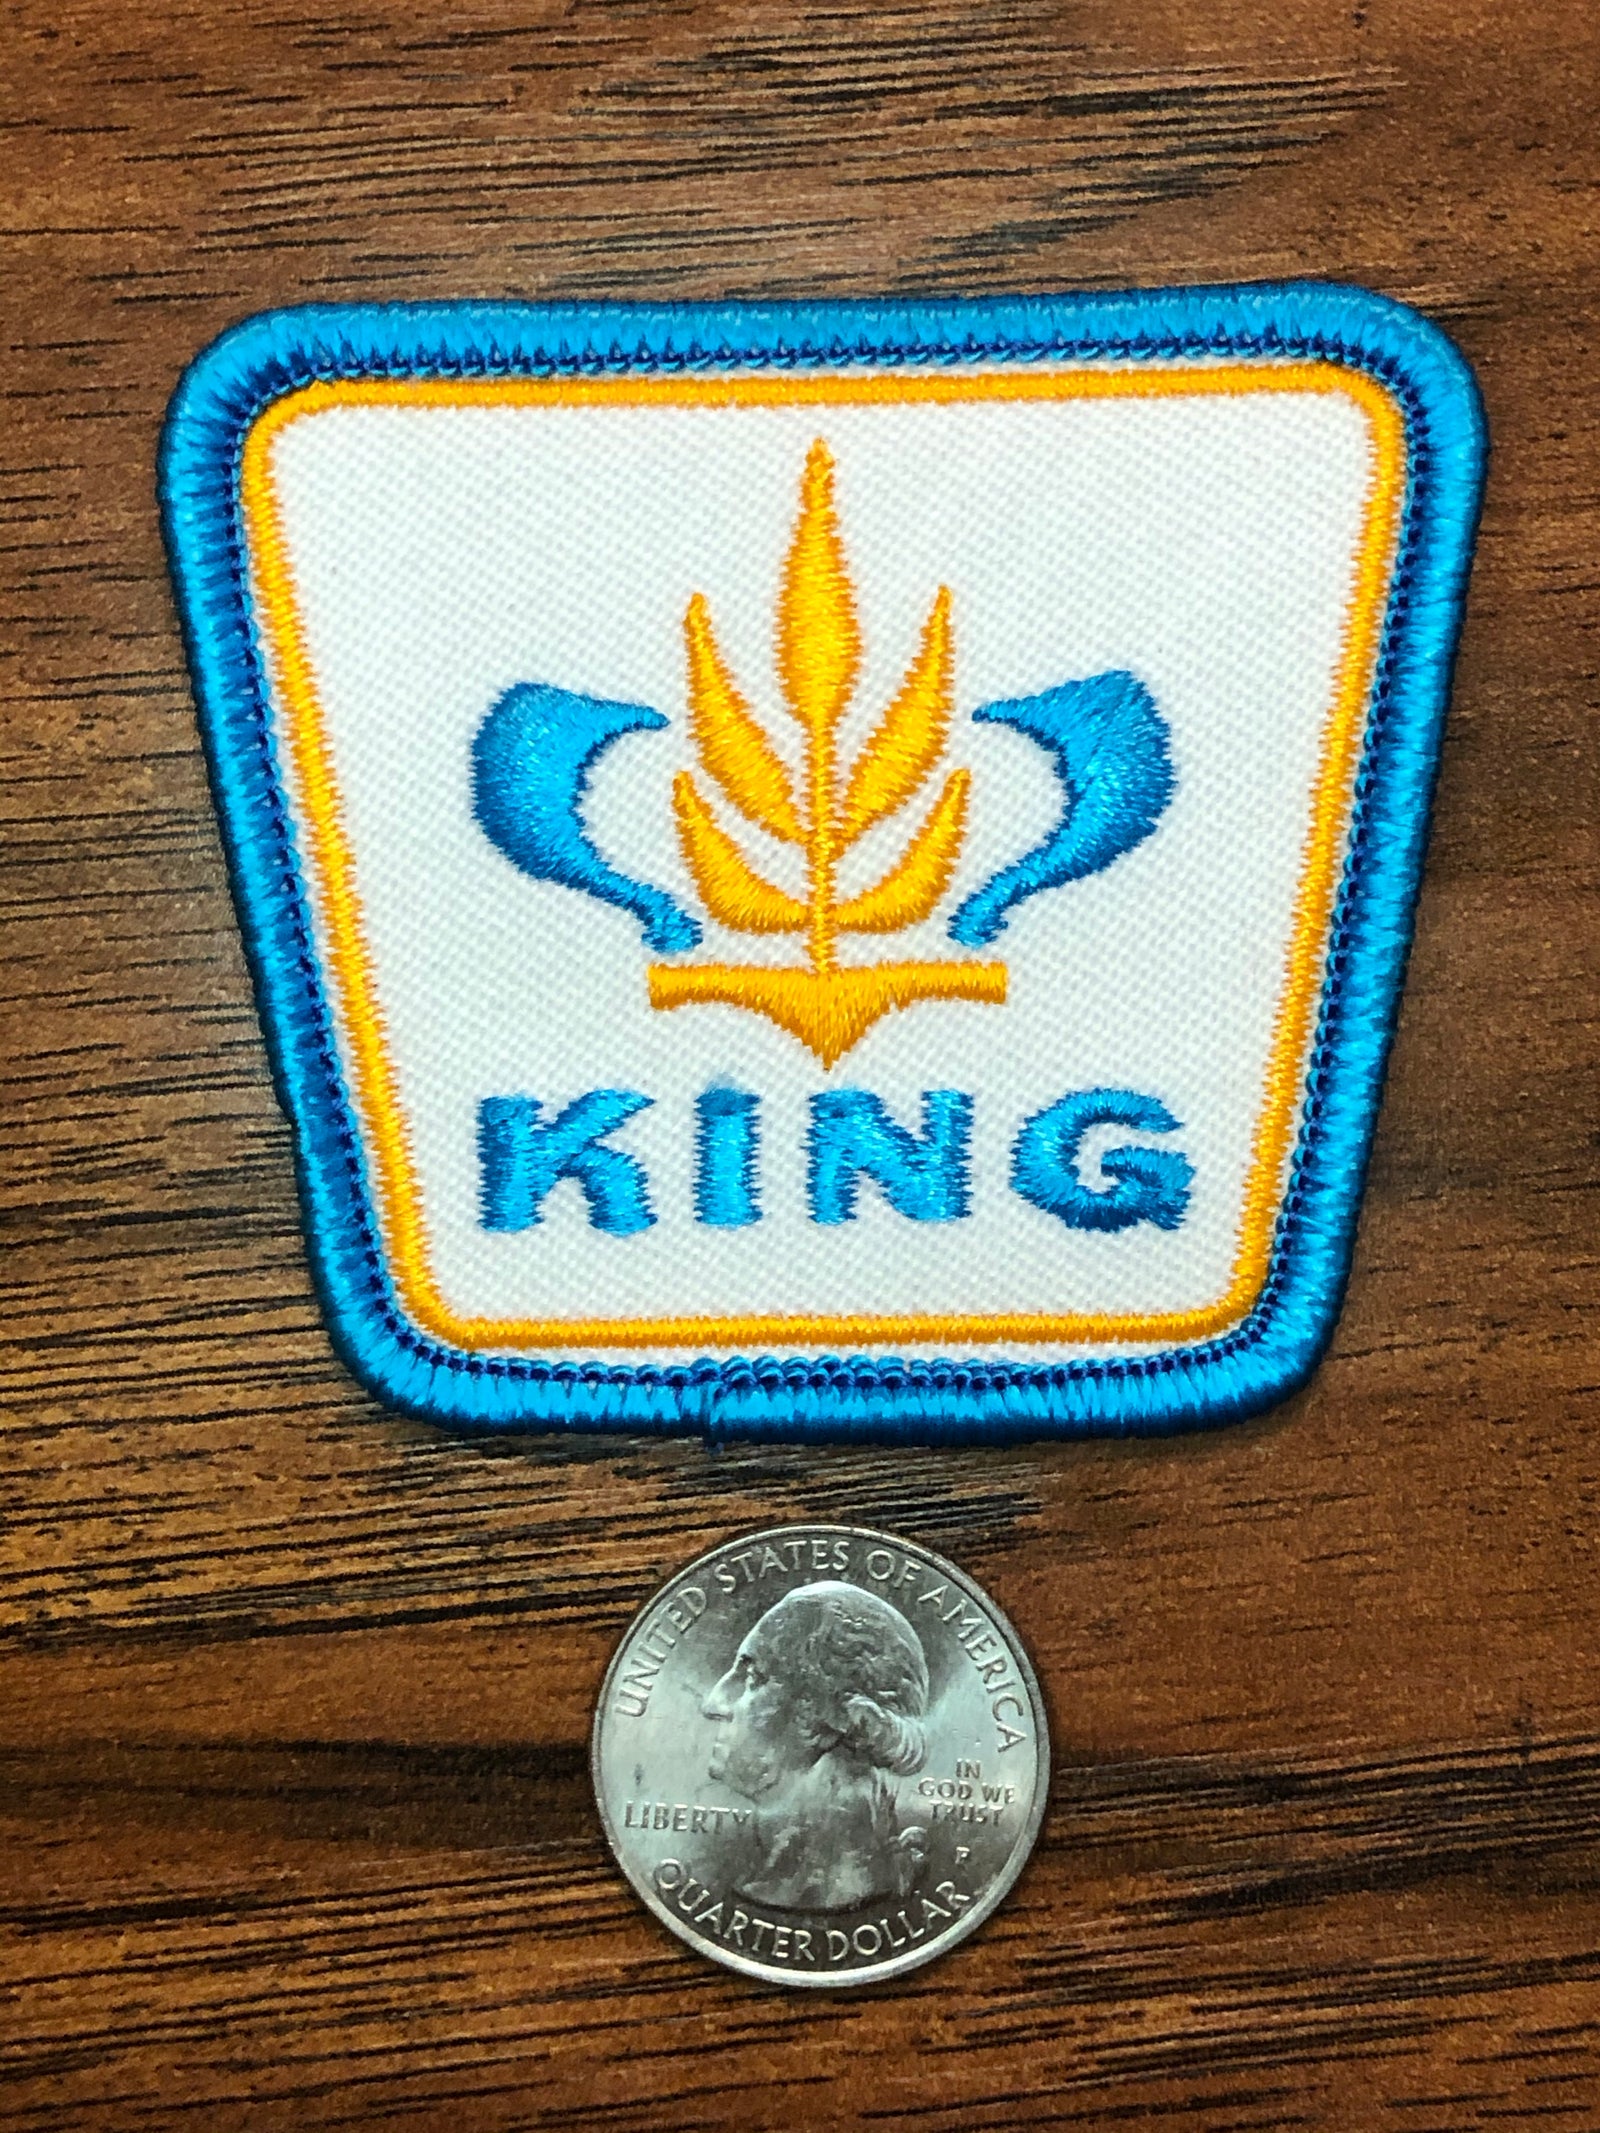 KING
UNITED STATES OF AMERICA
LIBERTY
IN
GOD WE
TRUST
P
QUARTER DOLLAR